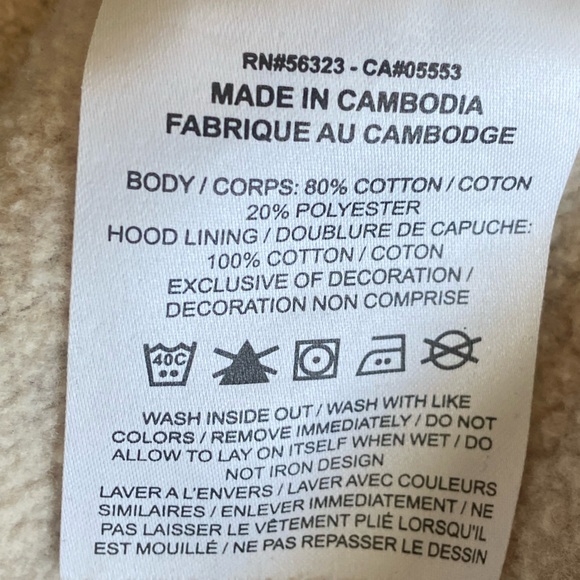 RN#56323 - CA#05553
MADE IN CAMBODIA
FABRIQUE AU CAMBODGE
BODY / CORPS: 80% COTTON / COTON
20% POLYESTER
HOOD LINING / DOUBLURE DE CAPUCHE:
100% COTTON / COTON
EXCLUSIVE OF DECORATION /
DECORATION NON COMPRISE
40C
WASH INSIDE OUT / WASH WITH LIKE
COLORS / REMOVE IMMEDIATELY / DO NOT
ALLOW TO LAY ON ITSELF WHEN WET / DO
NOT IRON DESIGN
LAVER A L'ENVERS / LAVER AVEC COULEURS
SIMILAIRES / ENLEVER IMMEDIATEMENT / NE
PAS LAISSER LE VÊTEMENT PLIÉ LORSQU'IL
EST MOUILLÉ / NE PAS REPASSER LE DESSIN